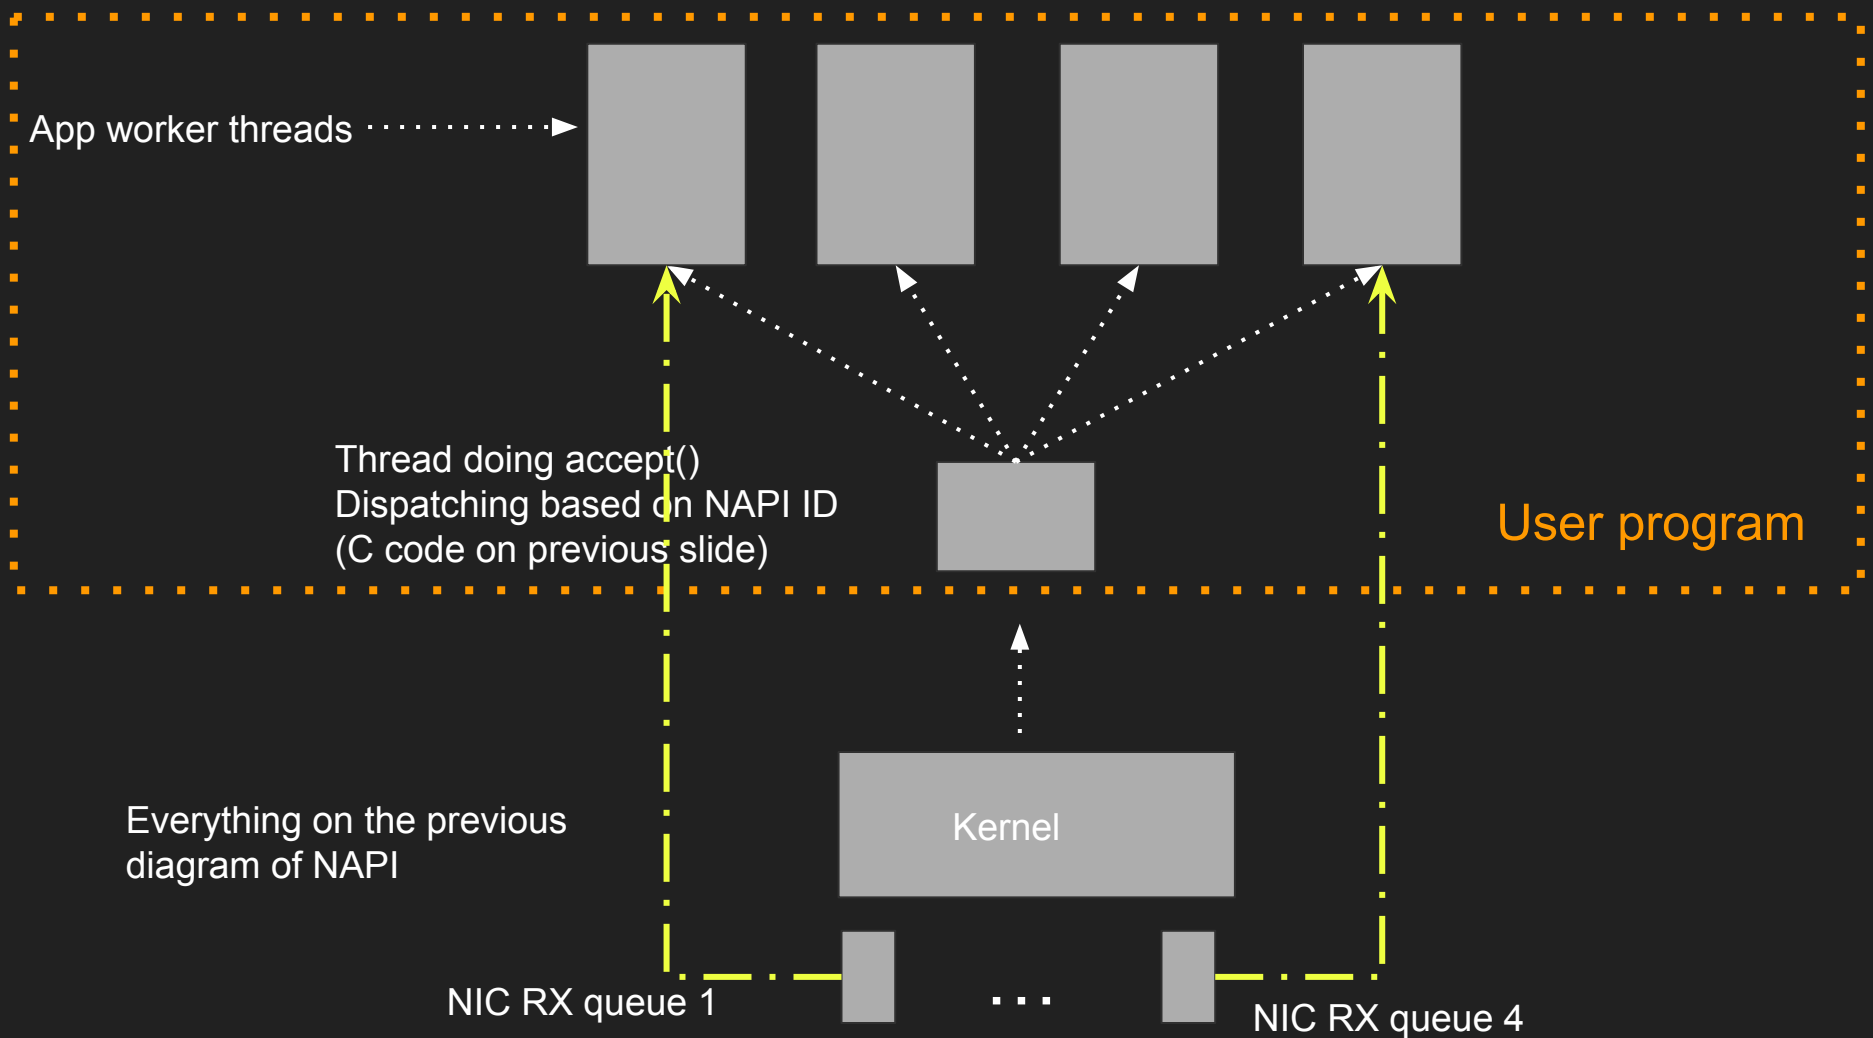 App worker threads
Thread doing accept()
Dispatching based on NAPI ID
(C code on previous slide)
User program
Everything on the previous
diagram of NAPI
Kernel
NIC RX queue 1
...
NIC RX queue 4